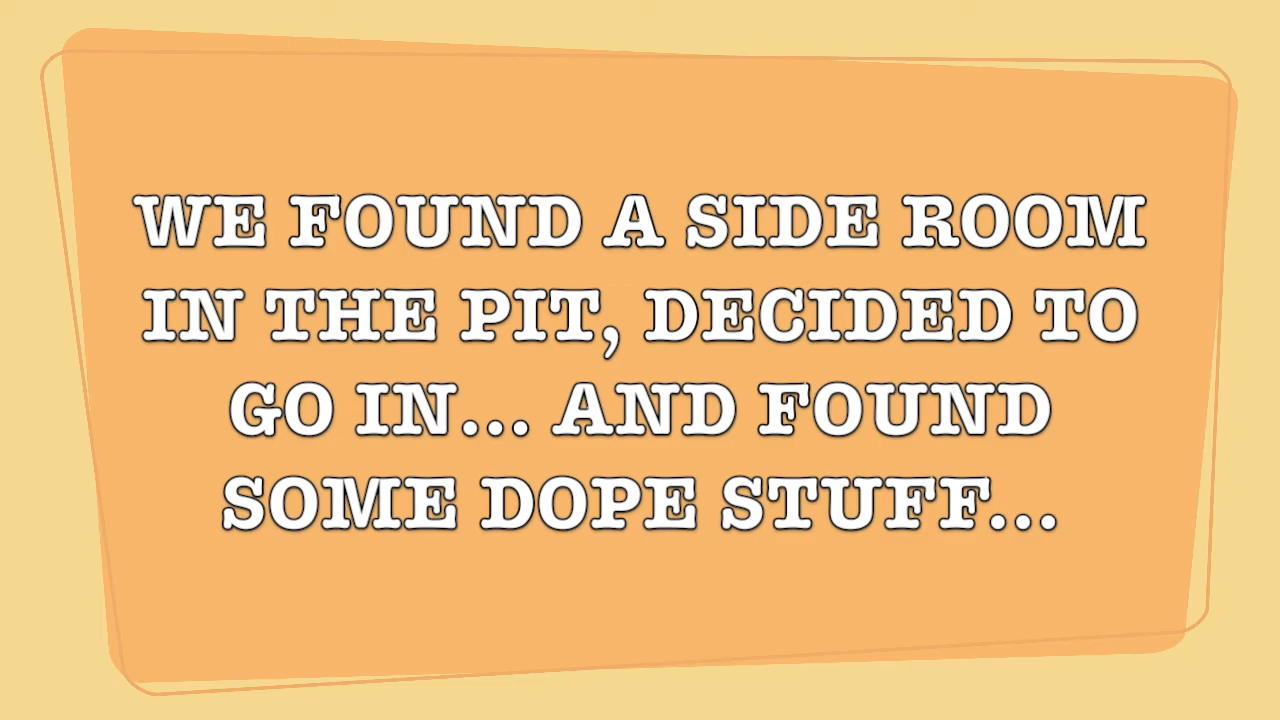 WE FOUND A SIDE ROOM
IN THE PIT, DECIDED TO
GO IN... AND FOUND
SOME DOPE STUFF...